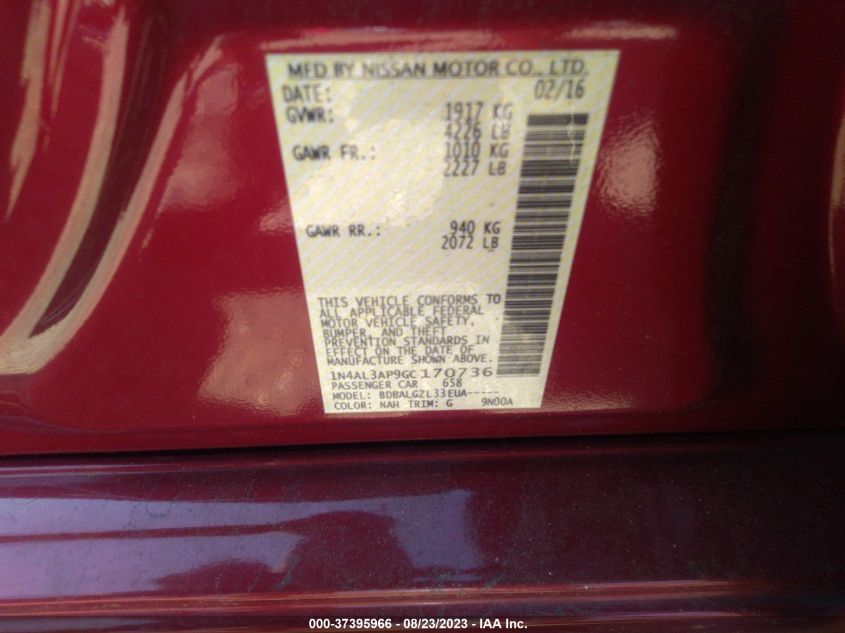 MFD BY NISSAN MOTOR CO., LTD.
DATE: 02/16
GVWR: 1917 KG
4226 LB
GAWR FR.: 1010 KG
2227 LB
GAWR RR.: 940 KG
2072 LB
THIS VEHICLE CONFORMS TO
ALL APPLICABLE FEDERAL
MOTOR VEHICLE SAFETY,
BUMPER, AND THEFT
PREVENTION STANDARDS IN
EFFECT ON THE DATE OF
MANUFACTURE SHOWN ABOVE.
1N4AL3AP9GC170736
PASSENGER CAR 658
MODEL: BDBALGZL33EUA-----
COLOR: NAH TRIM: G 9N00A
000-37395966 - 08/23/2023 - IAA Inc.